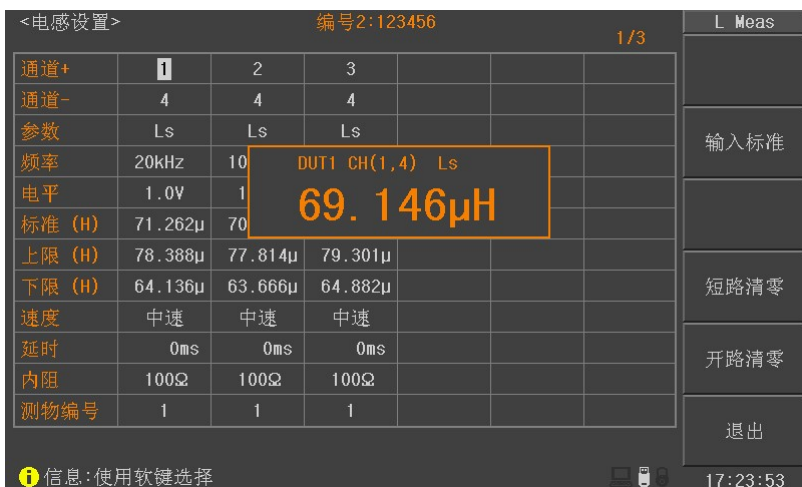 <电感设置> 编号2:123456 1/3 L Meas
通道+ 1 2 3
通道- 4 4 4
参数 Ls Ls Ls
输入标准
频率 20kHz 10
DUT1 CH(1,4) Ls
电平 1.0V 1
69.146μH
标准 (H) 71.262μ 70
上限 (H) 78.388μ 77.814μ 79.301μ
下限 (H) 64.136μ 63.666μ 64.882μ
短路清零
速度 中速 中速 中速
延时 0ms 0ms 0ms
开路清零
内阻 100Ω 100Ω 100Ω
测物编号 1 1 1
退出
信息:使用软键选择
17:23:53